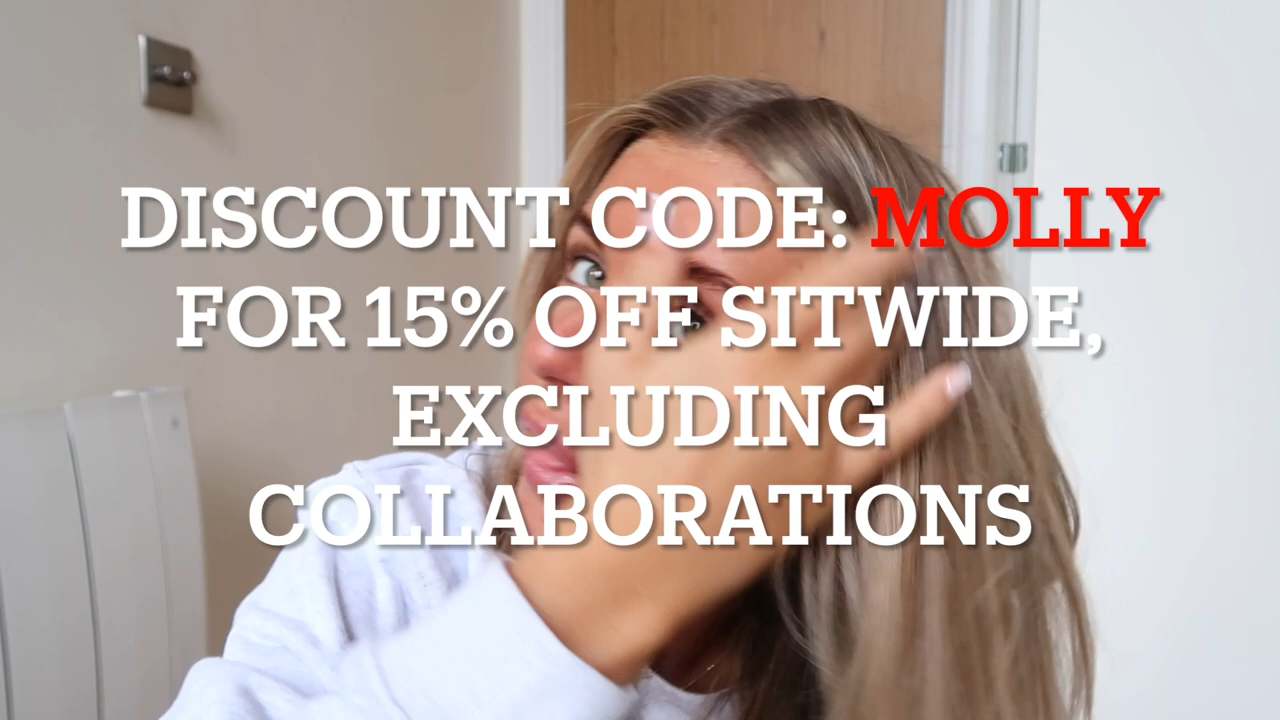 DISCOUNT CODE: MOLLY
FOR 15% OFF SITWIDE,
EXCLUDING
COLLABORATIONS